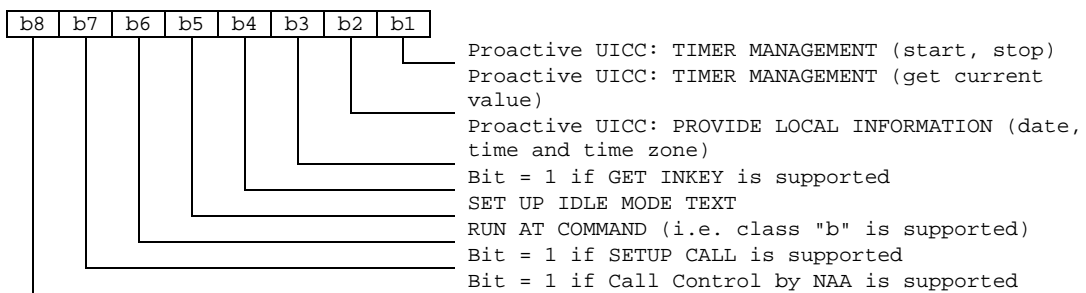 b8 b7 b6 b5 b4 b3 b2 b1
Proactive UICC: TIMER MANAGEMENT (start, stop)
Proactive UICC: TIMER MANAGEMENT (get current
value)
Proactive UICC: PROVIDE LOCAL INFORMATION (date,
time and time zone)
Bit = 1 if GET INKEY is supported
SET UP IDLE MODE TEXT
RUN AT COMMAND (i.e. class "b" is supported)
Bit = 1 if SETUP CALL is supported
Bit = 1 if Call Control by NAA is supported